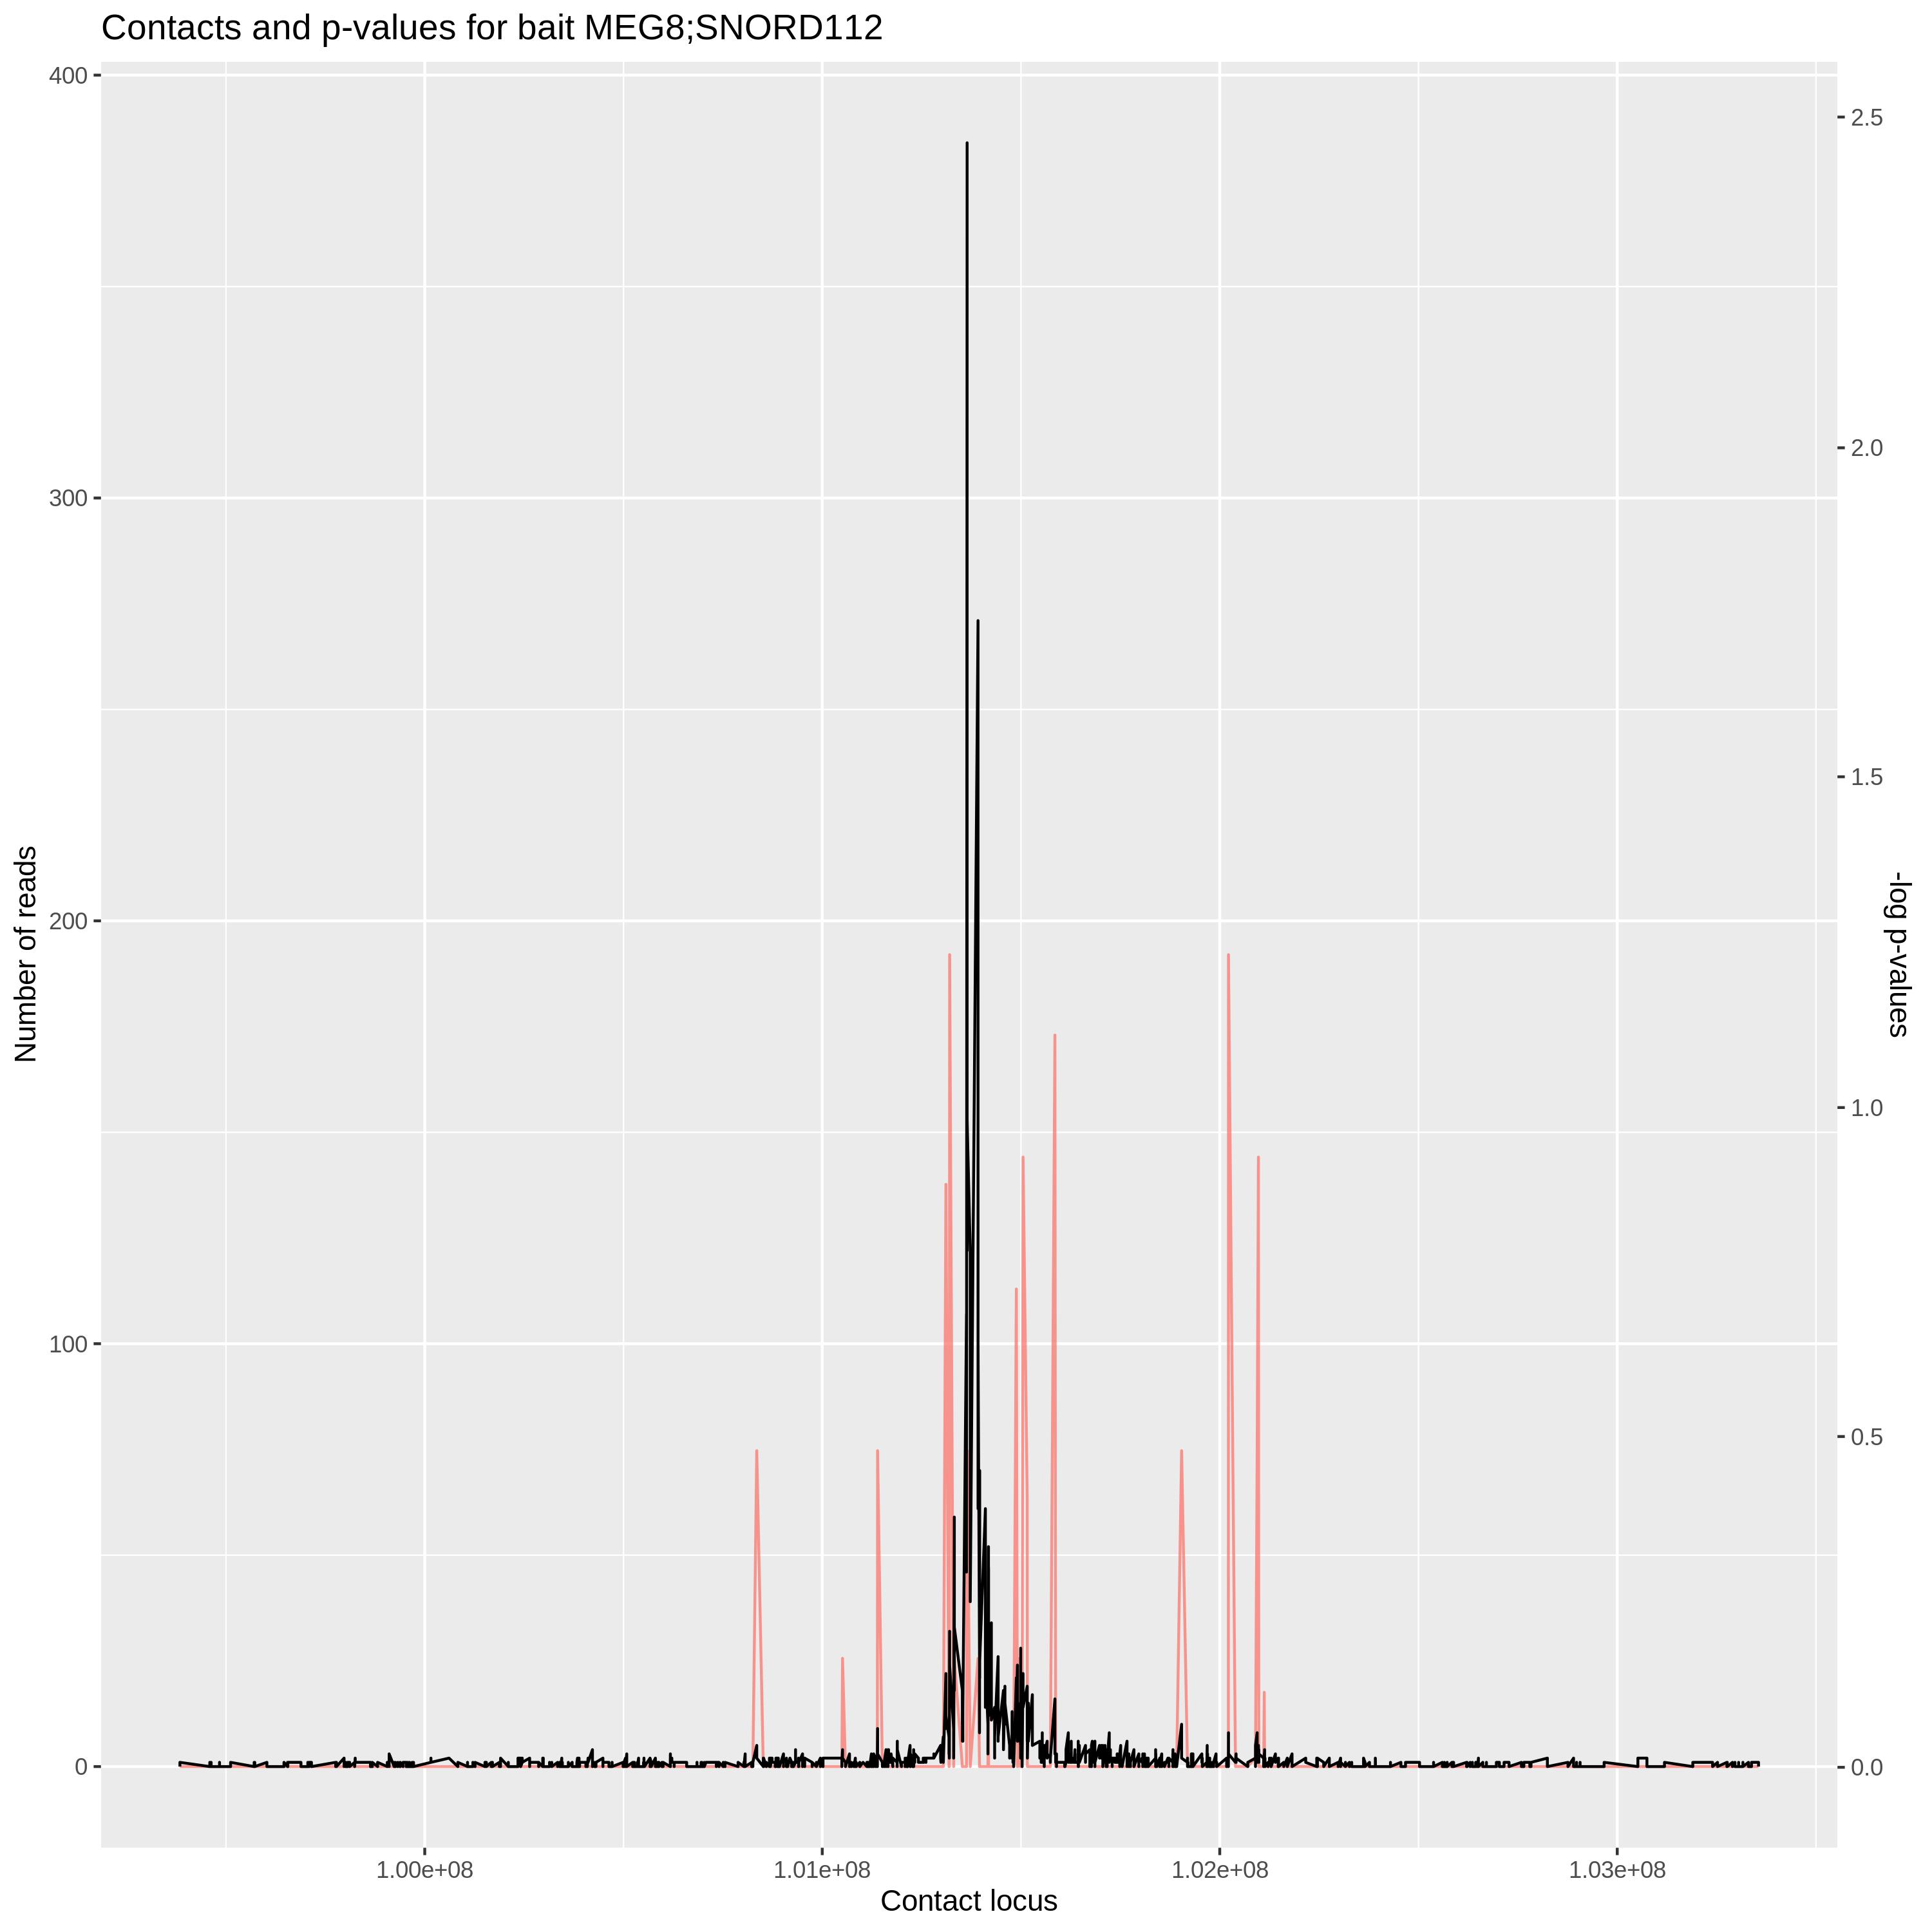 Contacts and p-values for bait MEG8;SNORD112
400
300
200
100
0
Number of reads
2.5
2.0
1.5
1.0
0.5
0.0
-log p-values
1.00e+08
1.01e+08
1.02e+08
1.03e+08
Contact locus